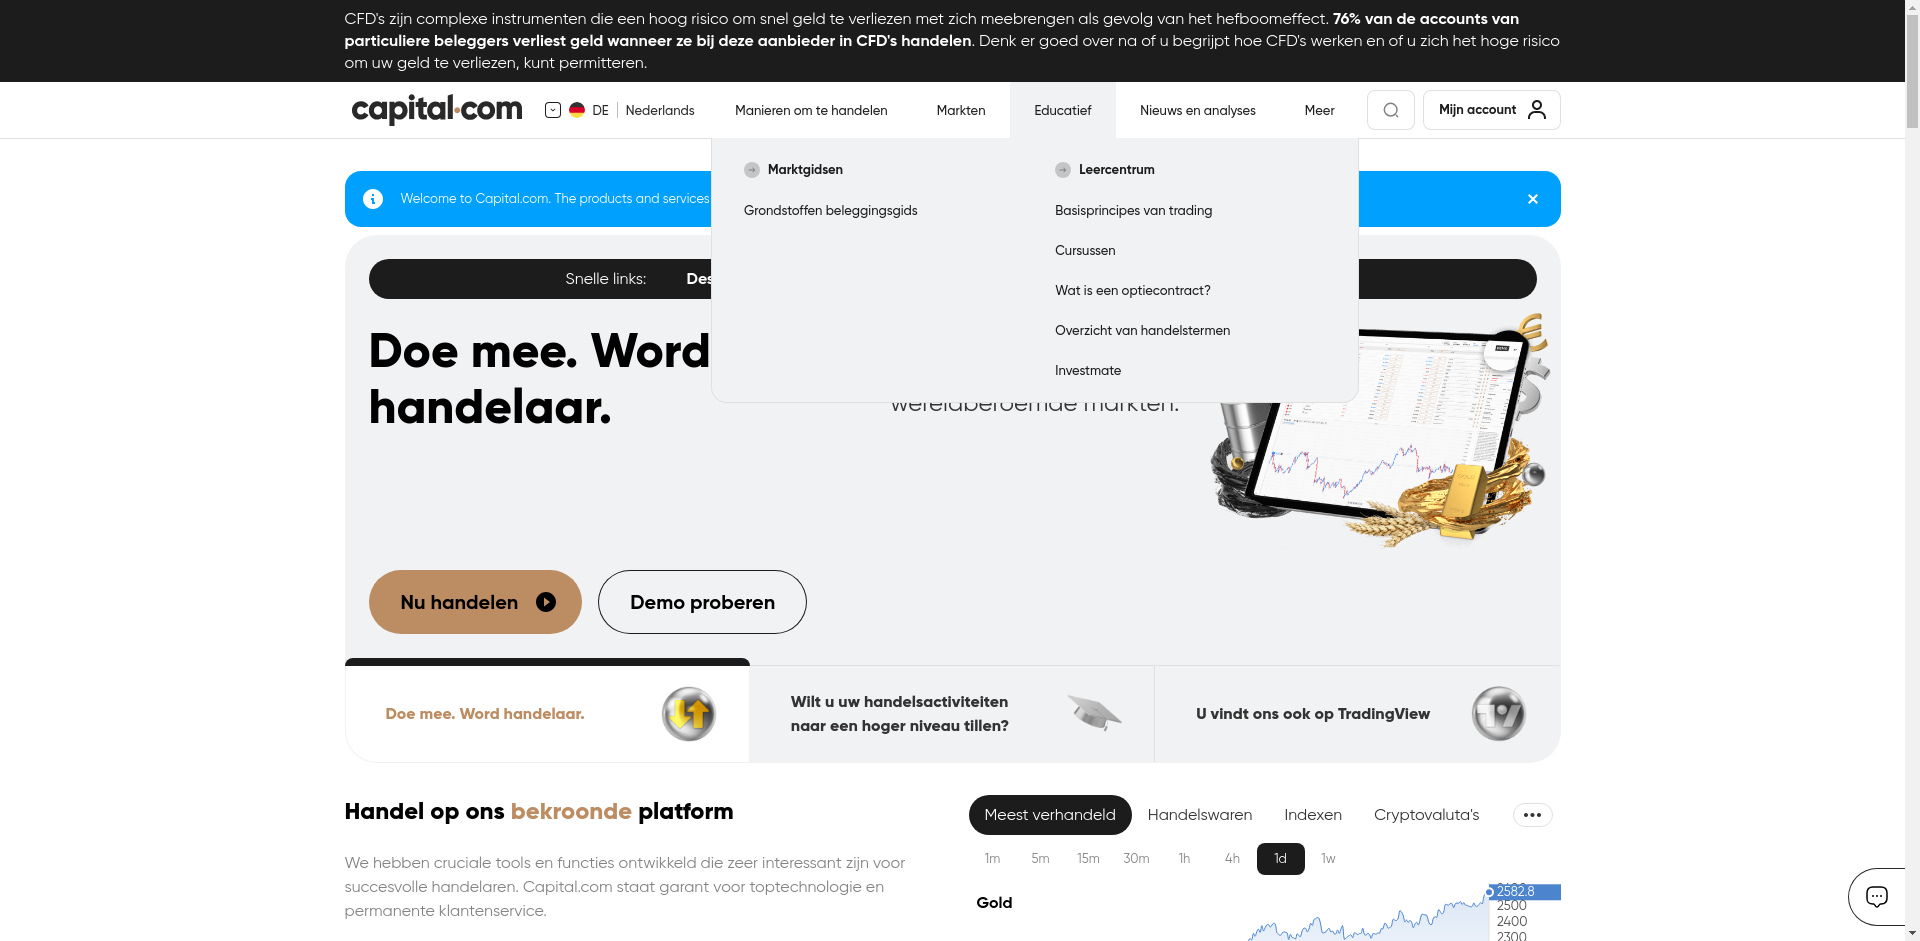 CFD's zijn complexe instrumenten die een hoog risico om snel geld te verliezen met zich meebrengen als gevolg van het hefboomeffect. 76% van de accounts van
particuliere beleggers verliest geld wanneer ze bij deze aanbieder in CFD's handelen. Denk er goed over na of u begrijpt hoe CFD's werken en of u zich het hoge risico
om uw geld te verliezen, kunt permitteren.
capital.com
DE
Nederlands
Manieren om te handelen
Markten
Educatief
Nieuws en analyses
Meer
Mijn account
Marktgidsen
Grondstoffen beleggingsgids
Leercentrum
Basisprincipes van trading
Cursussen
Wat is een optiecontract?
Overzicht van handelstermen
Investmate
Welcome to Capital.com. The products and services
Snelle links:
Doe mee. Word
handelaar.
wereldberoemde markten.
Nu handelen
Demo proberen
Doe mee. Word handelaar.
Wilt u uw handelsactiviteiten
naar een hoger niveau tillen?
U vindt ons ook op TradingView
Handel op ons bekroonde platform
We hebben cruciale tools en functies ontwikkeld die zeer interessant zijn voor
succesvolle handelaren. Capital.com staat garant voor toptechnologie en
permanente klantenservice.
Meest verhandeld
Handelswaren
Indexen
Cryptovaluta's
1m
5m
15m
30m
1h
4h
1d
1w
Gold
2582.8
2500
2400
2300